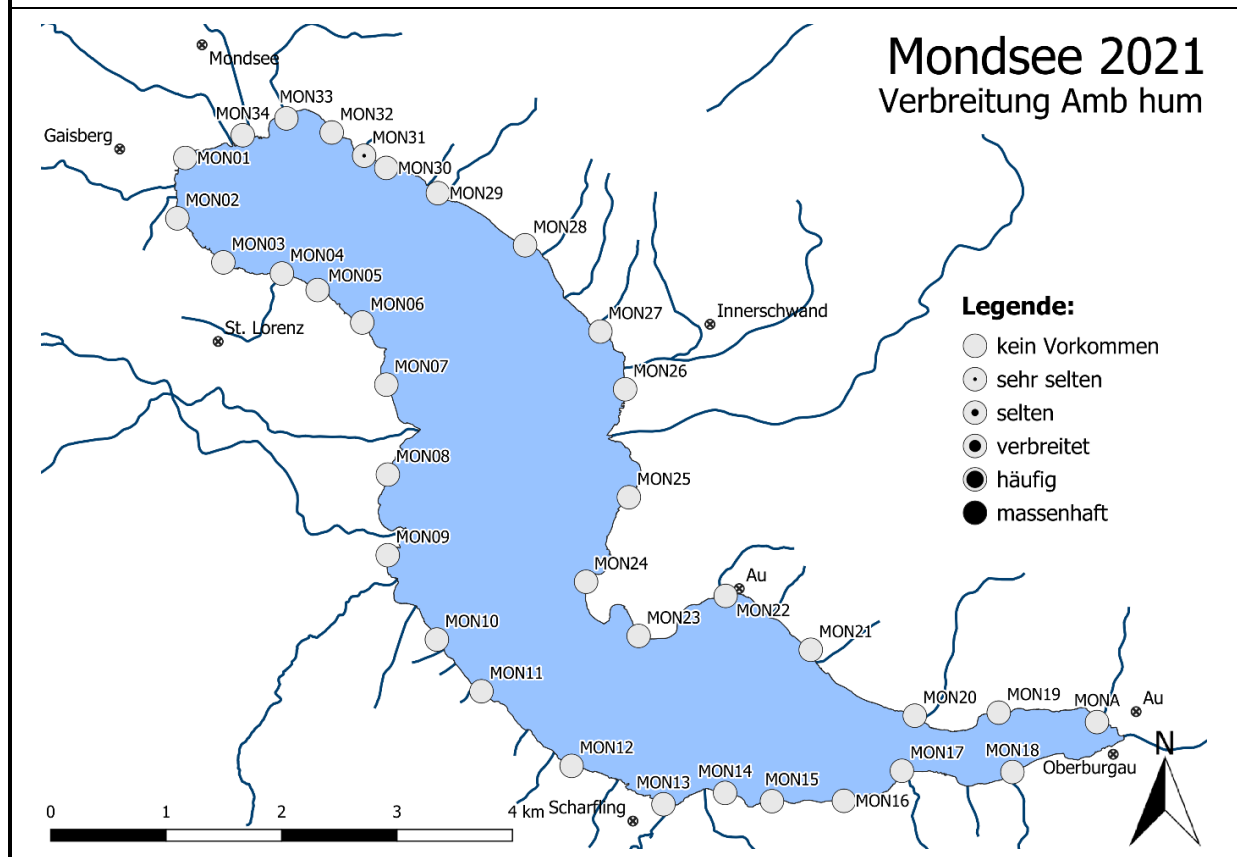 Mondsee 2021
Verbreitung Amb hum
Mondsee
MON33
MON34
MON32
Gaisberg
MON31
MON01
MON30
MON29
MON02
MON28
MON03
MON04
MON05
MON06
MON27
Innerschwand
St. Lorenz
Legende:
kein Vorkommen
sehr selten
selten
verbreitet
häufig
massenhaft
MON07
MON26
MON08
MON25
MON09
MON24
Au
MON22
MON10
MON23
MON21
MON11
MON20
MON19
MONA
Au
MON12
MON17
MON18
Oberburgau
N
MON13
MON14
MON15
MON16
Scharfling
0 1 2 3 4 km